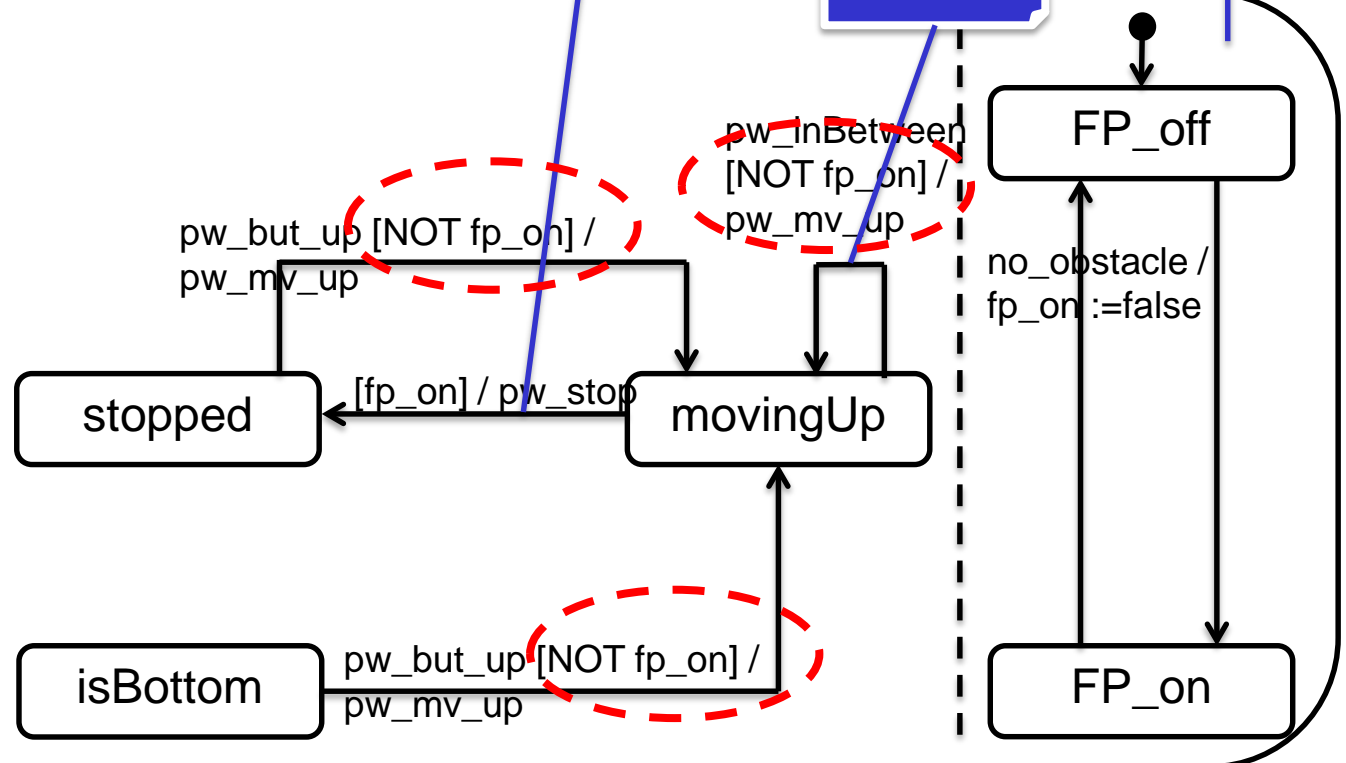 FP_off
pw_inBetween
[NOT fp_on] /
pw_mv_up
pw_but_up [NOT fp_on] /
pw_mv_up
no_obstacle /
fp_on :=false
stopped
[fp_on] / pw_stop
movingUp
isBottom
pw_but_up [NOT fp_on] /
pw_mv_up
FP_on